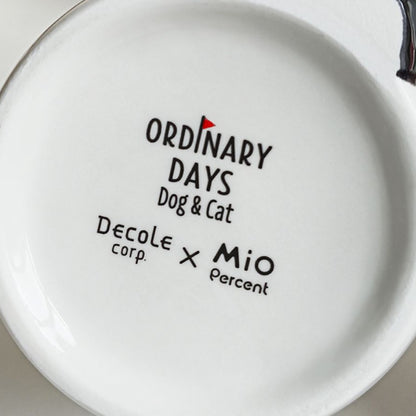 ORDINARY
DAYS
Dog & Cat
DECOLE corp. × MiO Percent